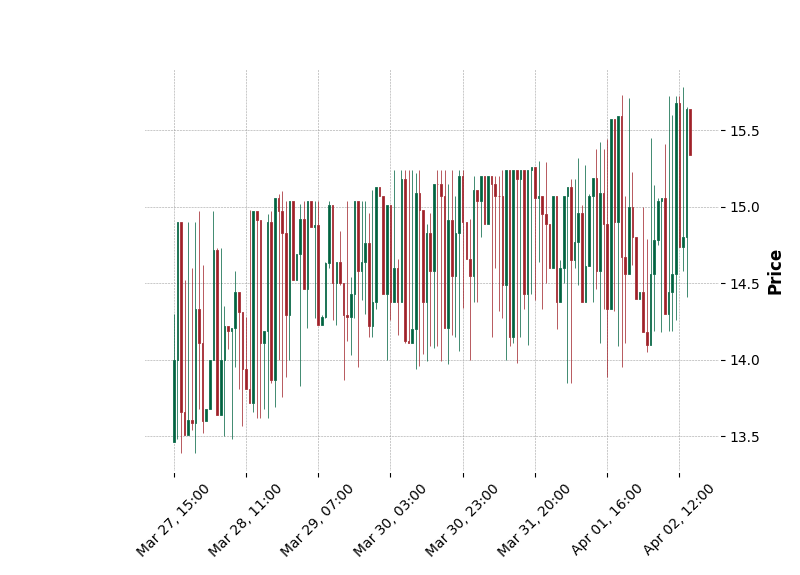 15.5
15.0
14.5
14.0
13.5
Price
Mar 27, 15:00
Mar 28, 11:00
Mar 29, 07:00
Mar 30, 03:00
Mar 30, 23:00
Mar 31, 20:00
Apr 01, 16:00
Apr 02, 12:00